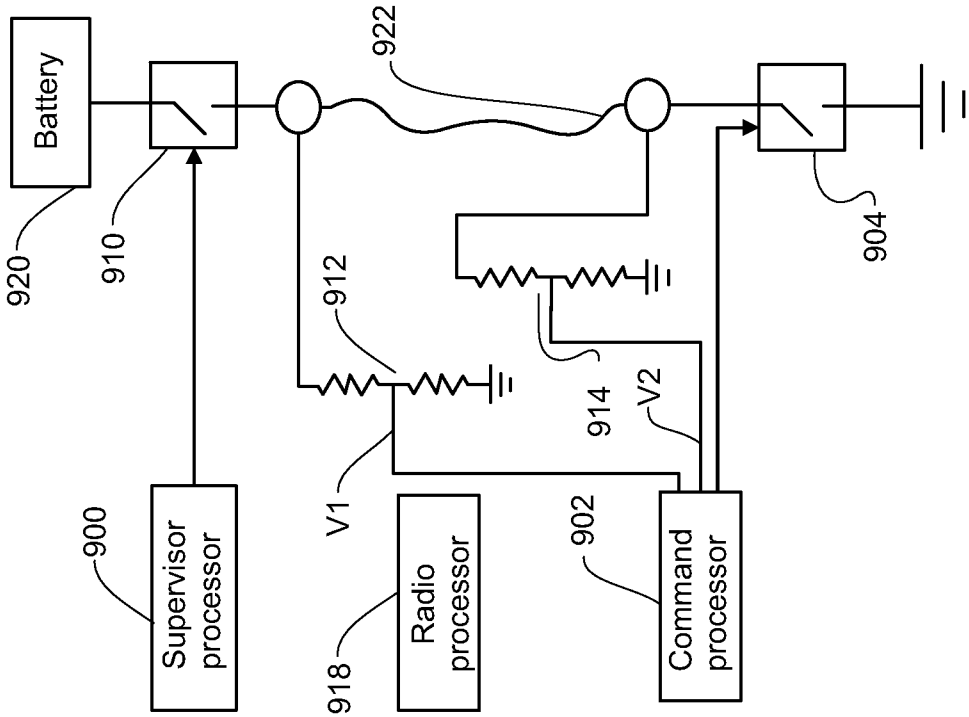 Battery
920
910
922
912
904
914
V2
V1
900
Supervisor
processor
918
Radio
processor
902
Command
processor